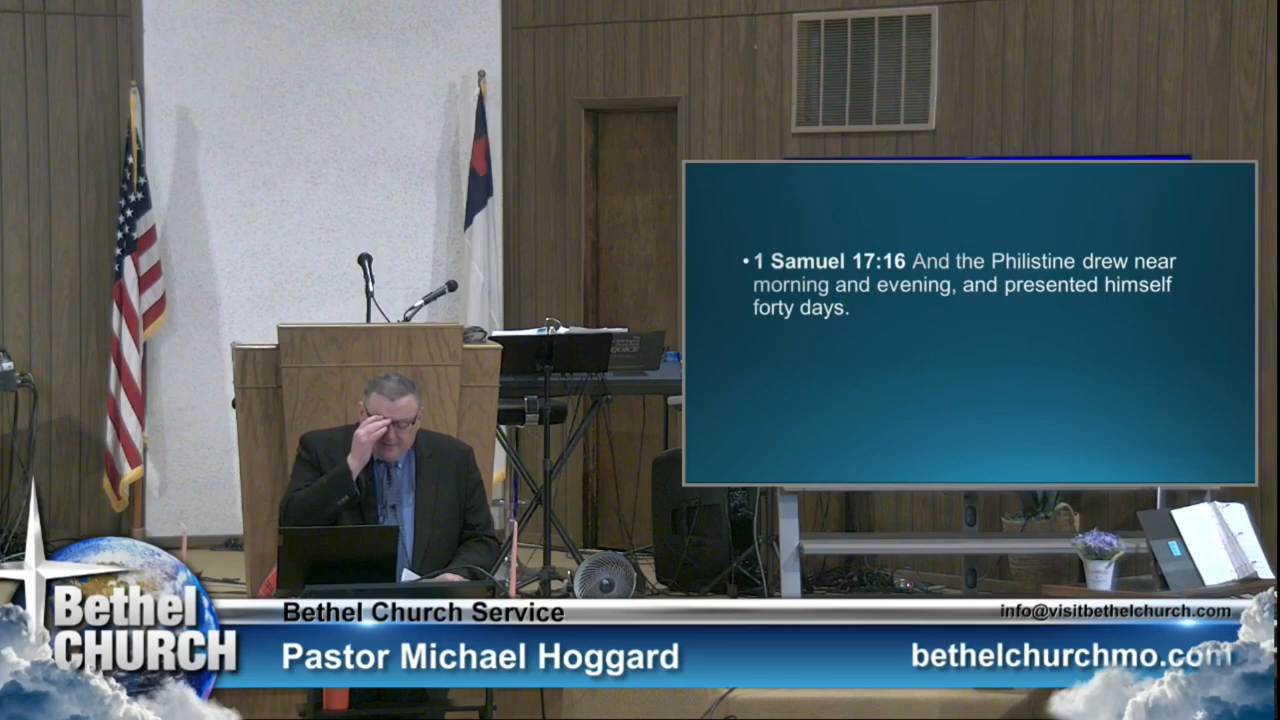 • 1 Samuel 17:16 And the Philistine drew near
morning and evening, and presented himself
forty days.
Bethel
CHURCH
Bethel Church Service
info@visitbethelchurch.com
Pastor Michael Hoggard
bethelchurchmo.com